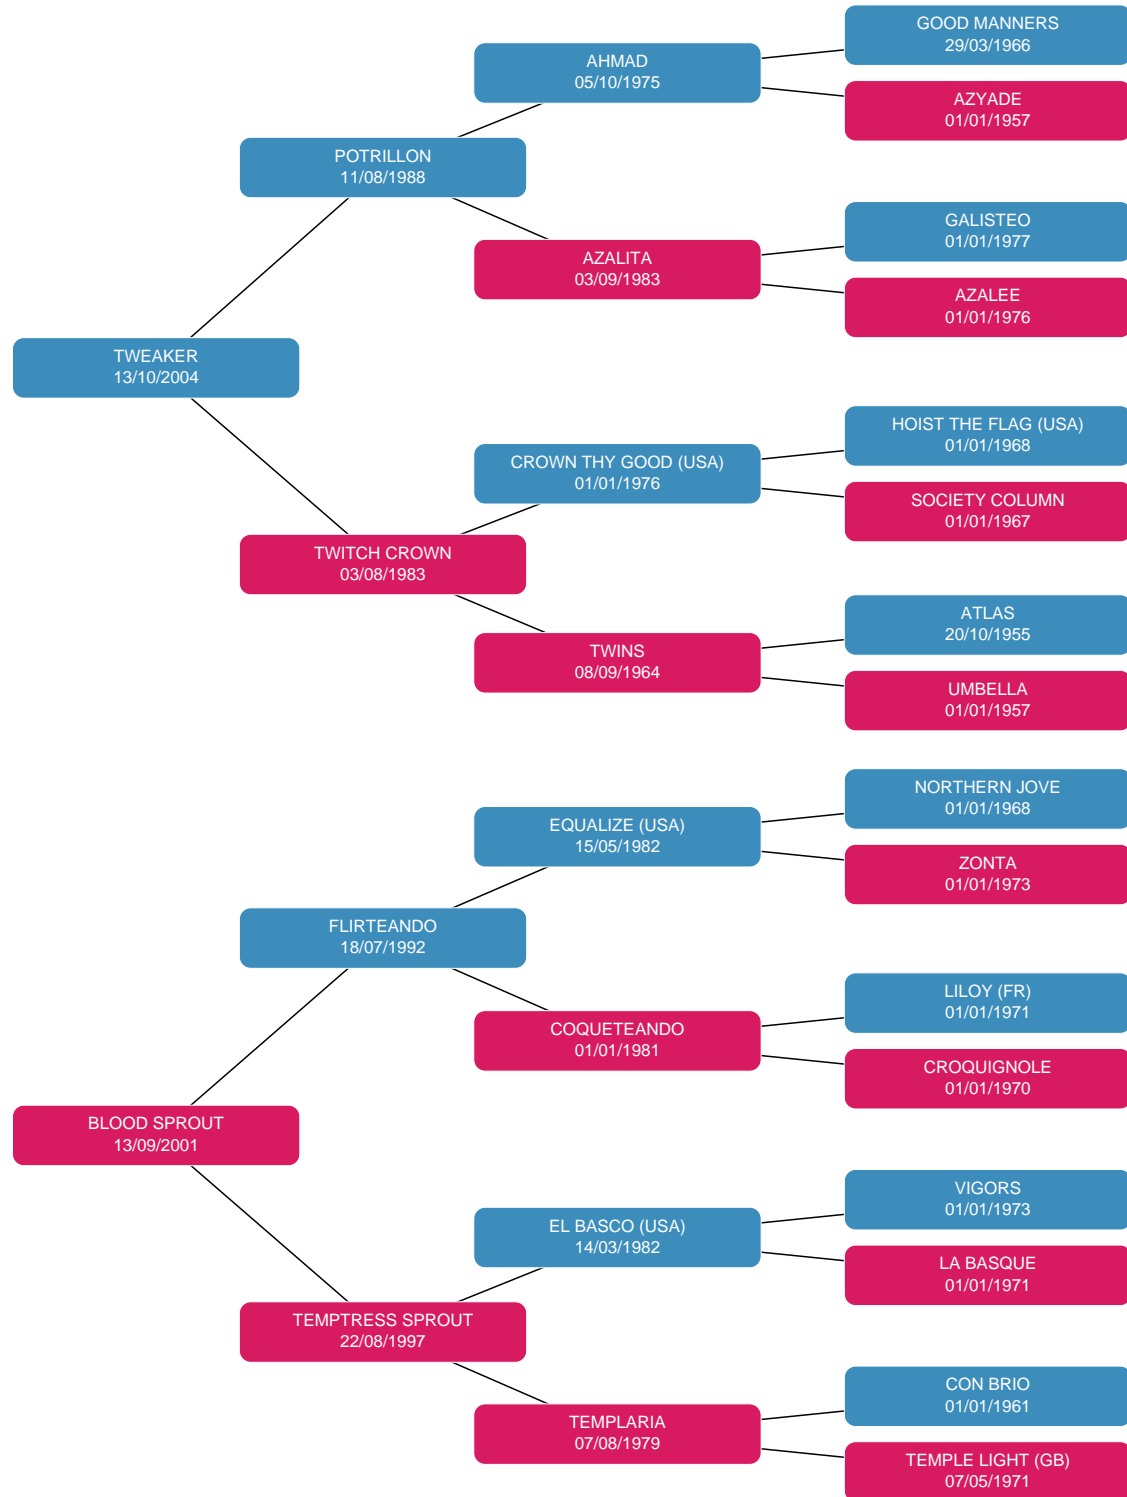 GOOD MANNERS
29/03/1966
AHMAD
05/10/1975
AZYADE
01/01/1957
POTRILLON
11/08/1988
GALISTEO
01/01/1977
AZALITA
03/09/1983
AZALEE
01/01/1976
TWEAKER
13/10/2004
HOIST THE FLAG (USA)
01/01/1968
CROWN THY GOOD (USA)
01/01/1976
SOCIETY COLUMN
01/01/1967
TWITCH CROWN
03/08/1983
ATLAS
20/10/1955
TWINS
08/09/1964
UMBELLA
01/01/1957
NORTHERN JOVE
01/01/1968
EQUALIZE (USA)
15/05/1982
ZONTA
01/01/1973
FLIRTEANDO
18/07/1992
LILOY (FR)
01/01/1971
COQUETEANDO
01/01/1981
CROQUIGNOLE
01/01/1970
BLOOD SPROUT
13/09/2001
VIGORS
01/01/1973
EL BASCO (USA)
14/03/1982
LA BASQUE
01/01/1971
TEMPTRESS SPROUT
22/08/1997
CON BRIO
01/01/1961
TEMPLARIA
07/08/1979
TEMPLE LIGHT (GB)
07/05/1971